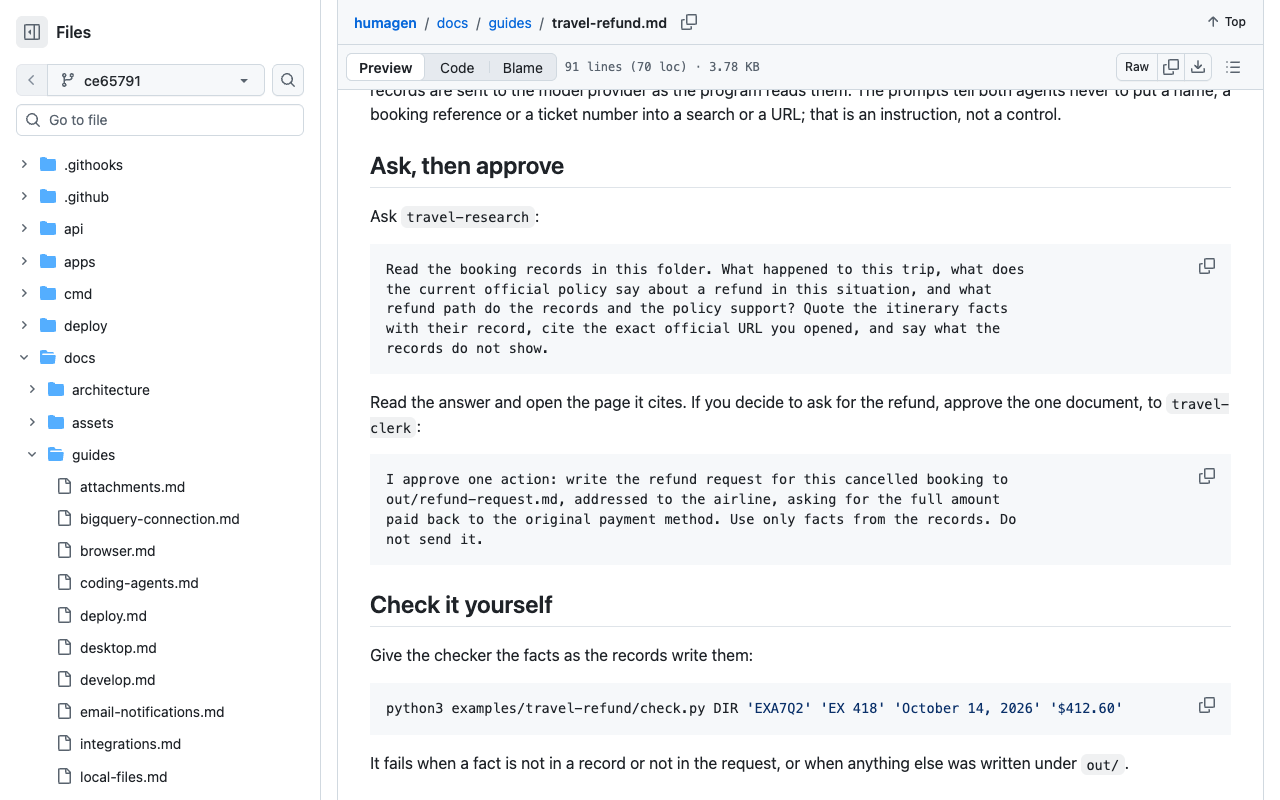 Files
humagen / docs / guides / travel-refund.md
Top
ce65791
Preview
Code
Blame
91 lines (70 loc) · 3.78 KB
Raw
Go to file
.githooks
.github
api
apps
cmd
deploy
docs
architecture
assets
guides
attachments.md
bigquery-connection.md
browser.md
coding-agents.md
deploy.md
desktop.md
develop.md
email-notifications.md
integrations.md
local-files.md
records are sent to the model provider as the program reads them. The prompts tell both agents never to put a name, a
booking reference or a ticket number into a search or a URL; that is an instruction, not a control.
Ask, then approve
Ask travel-research:
Read the booking records in this folder. What happened to this trip, what does
the current official policy say about a refund in this situation, and what
refund path do the records and the policy support? Quote the itinerary facts
with their record, cite the exact official URL you opened, and say what the
records do not show.
Read the answer and open the page it cites. If you decide to ask for the refund, approve the one document, to travel-
clerk:
I approve one action: write the refund request for this cancelled booking to
out/refund-request.md, addressed to the airline, asking for the full amount
paid back to the original payment method. Use only facts from the records. Do
not send it.
Check it yourself
Give the checker the facts as the records write them:
python3 examples/travel-refund/check.py DIR 'EXA7Q2' 'EX 418' 'October 14, 2026' '$412.60'
It fails when a fact is not in a record or not in the request, or when anything else was written under out/.